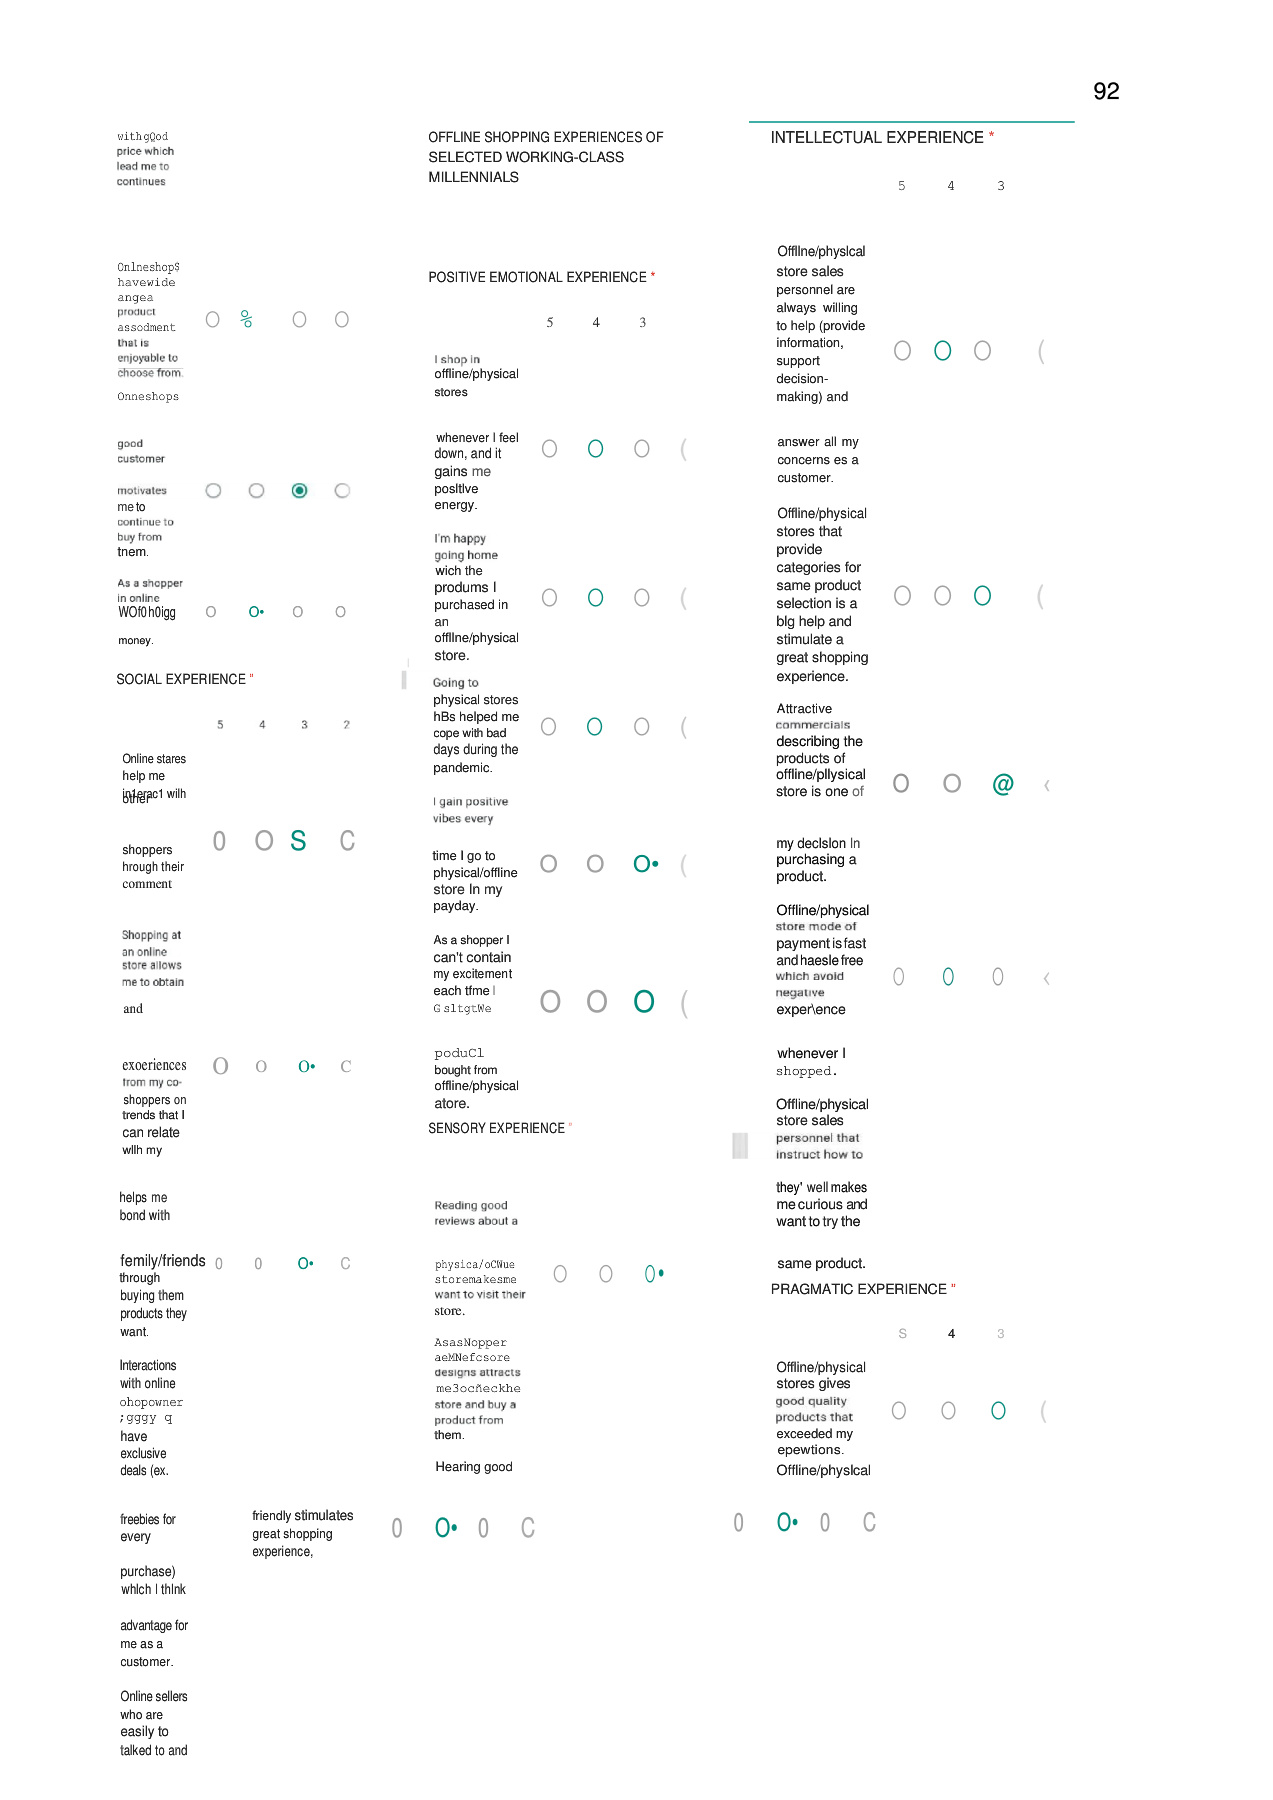 92
withgQod
price which
lead me to
continues
Onlneshop$
havewide
angea
product
assodment
that is
enjoyable to
choose from.
O % O O
Onneshops
good
customer
motivates
me to
continue to
buy from
tnem.
As a shopper
in online
WOf0h0igg
O O• O O
money.
SOCIAL EXPERIENCE *
5 4 3 2
Online stares
help me
in1erac1 wilh
other
0 O S C
shoppers
hrough their
comment
Shopping at
an online
store allows
me to obtain
and
exoeriences
O O O• C
from my co-
shoppers on
trends that I
can relate
wllh my
helps me
bond with
femily/friends
0 0 O• C
through
buying them
products they
want.
Interactions
with online
ohopowner
;gggy q
have
exclusive
deals (ex.
freebies for
every
purchase)
whlch I thlnk
advantage for
me as a
customer.
Online sellers
who are
easily to
talked to and
friendly stimulates
great shopping
experience,
0 O• 0 C
OFFLINE SHOPPING EXPERIENCES OF
SELECTED WORKING-CLASS
MILLENNIALS
POSITIVE EMOTIONAL EXPERIENCE *
5 4 3
I shop in
offline/physical
stores
whenever I feel
down, and it
gains me
posltlve
energy.
O O O (
I'm happy
going home
wich the
produms I
purchased in
an
offllne/physical
store.
O O O (
Going to
physical stores
hBs helped me
cope with bad
days during the
pandemic.
O O O (
I gain positive
vibes every
time I go to
physical/offline
store In my
payday.
O O O• (
As a shopper I
can't contain
my excitement
each tfme I
G sltgtWe
O O O (
poduCl
bought from
offline/physical
atore.
SENSORY EXPERIENCE *
Reading good
reviews about a
physica/oCWue
storemakesme
want to visit their
store.
O O O•
AsasNopper
aeMNefcsore
designs attracts
me3ocñeckhe
store and buy a
product from
them.
Hearing good
INTELLECTUAL EXPERIENCE *
5 4 3
Offllne/physlcal
store sales
personnel are
always willing
to help (provide
information,
support
decision-
making) and
O O O (
answer all my
concerns es a
customer.
Offline/physical
stores that
provide
categories for
same product
selection is a
blg help and
stimulate a
great shopping
experience.
O O O (
Attractive
commercials
describing the
products of
offline/pllysical
store is one of
O O @ ‹
my declslon In
purchasing a
product.
Offline/physical
store mode of
payment is fast
and haesle free
which avoid
negative
exper\ence
O O O ‹
whenever I
shopped.
Offline/physical
store sales
personnel that
instruct how to
they' well makes
me curious and
want to try the
same product.
PRAGMATIC EXPERIENCE "
S 4 3
Offline/physical
stores gives
good quality
products that
exceeded my
epewtions.
O O O (
Offline/physlcal
0 O• 0 C